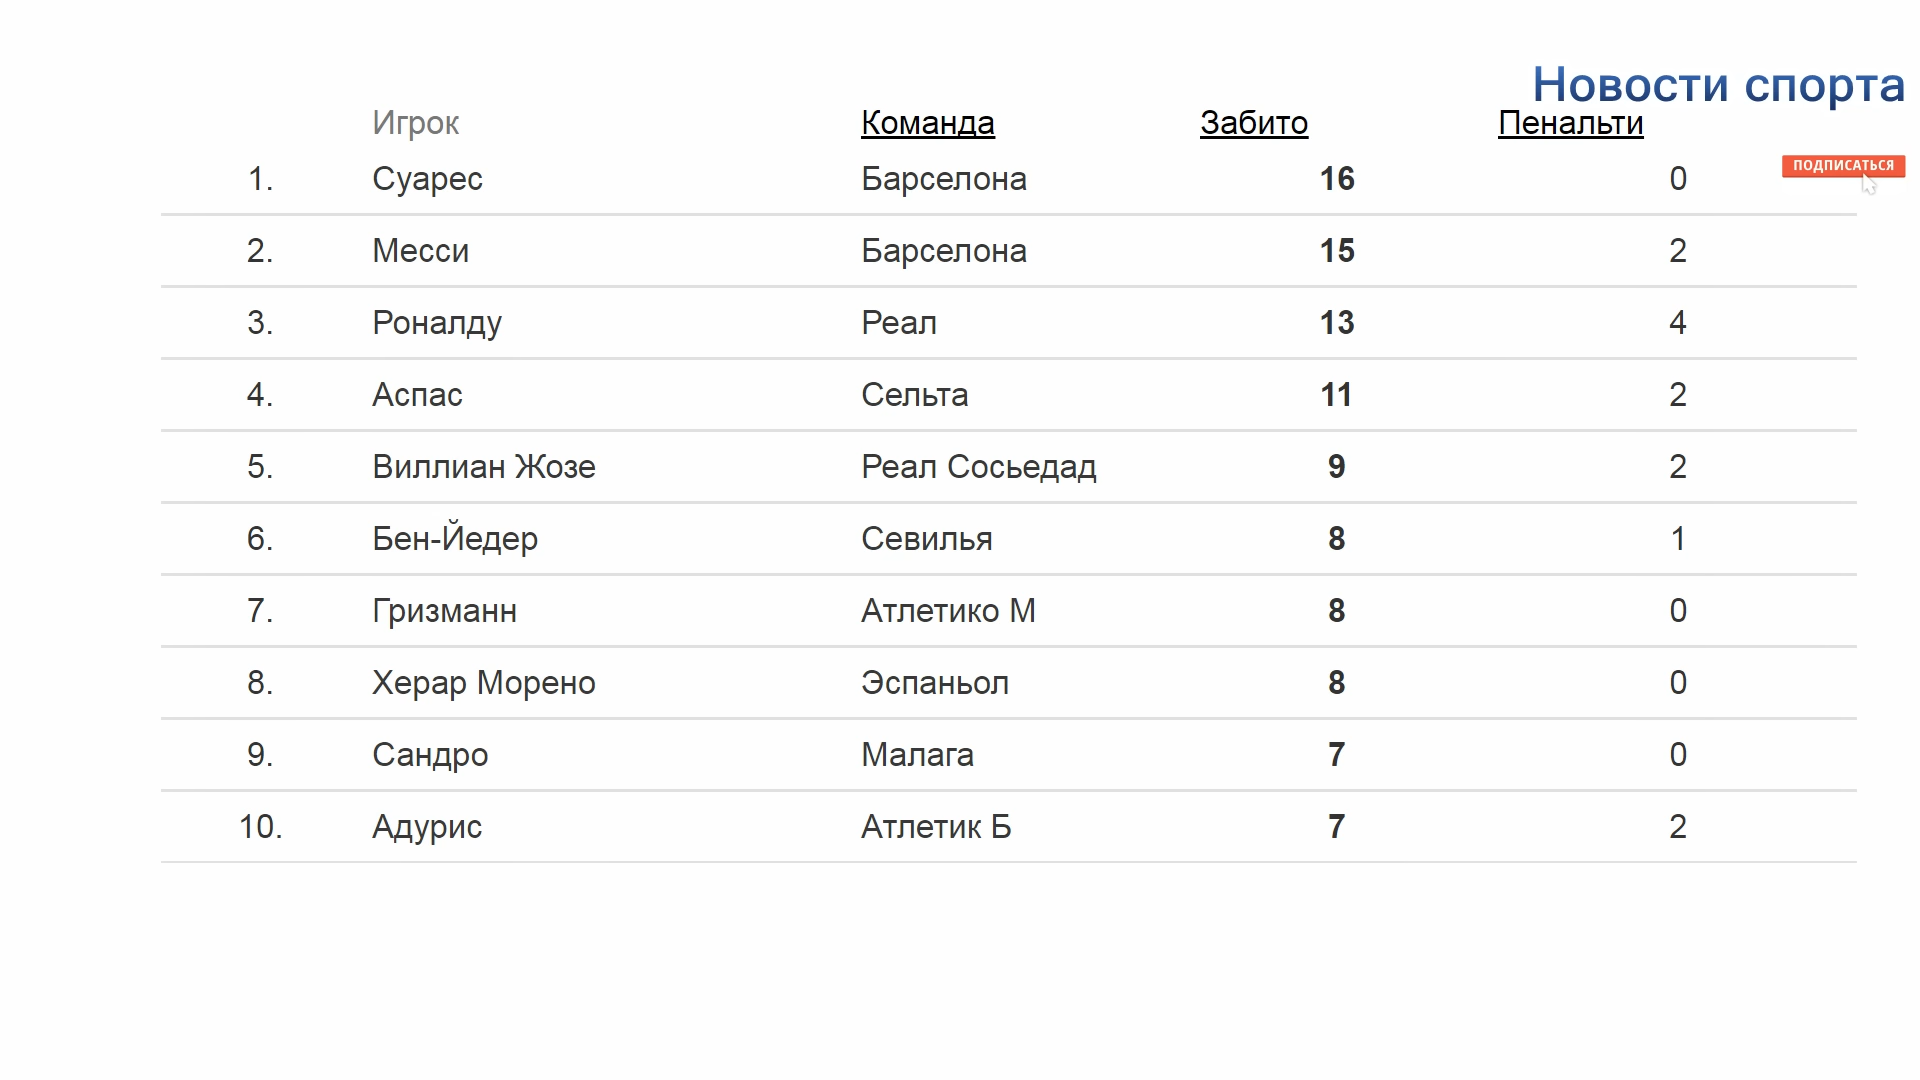 Новости спорта
Игрок Команда Забито Пенальти
ПОДПИСАТЬСЯ
1. Суарес Барселона 16 0
2. Месси Барселона 15 2
3. Роналду Реал 13 4
4. Аспас Сельта 11 2
5. Виллиан Жозе Реал Сосьедад 9 2
6. Бен-Йедер Севилья 8 1
7. Гризманн Атлетико М 8 0
8. Херар Морено Эспаньол 8 0
9. Сандро Малага 7 0
10. Адурис Атлетик Б 7 2